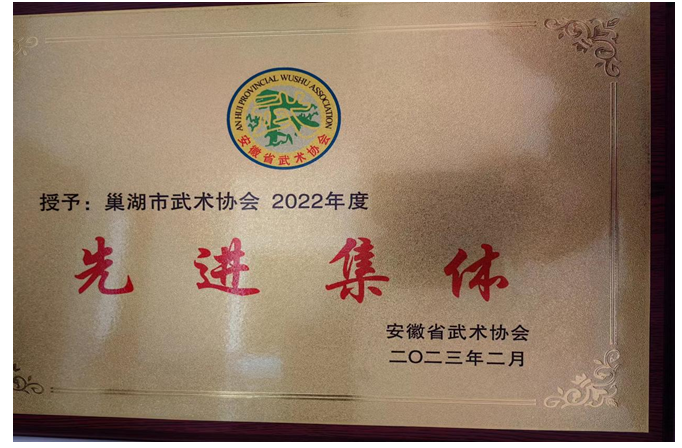 AN HUI PROVINCIAL WUSHU ASSOCIATION
安徽省武术协会
授予：巢湖市武术协会 2022年度
先进集体
安徽省武术协会
二〇二三年二月